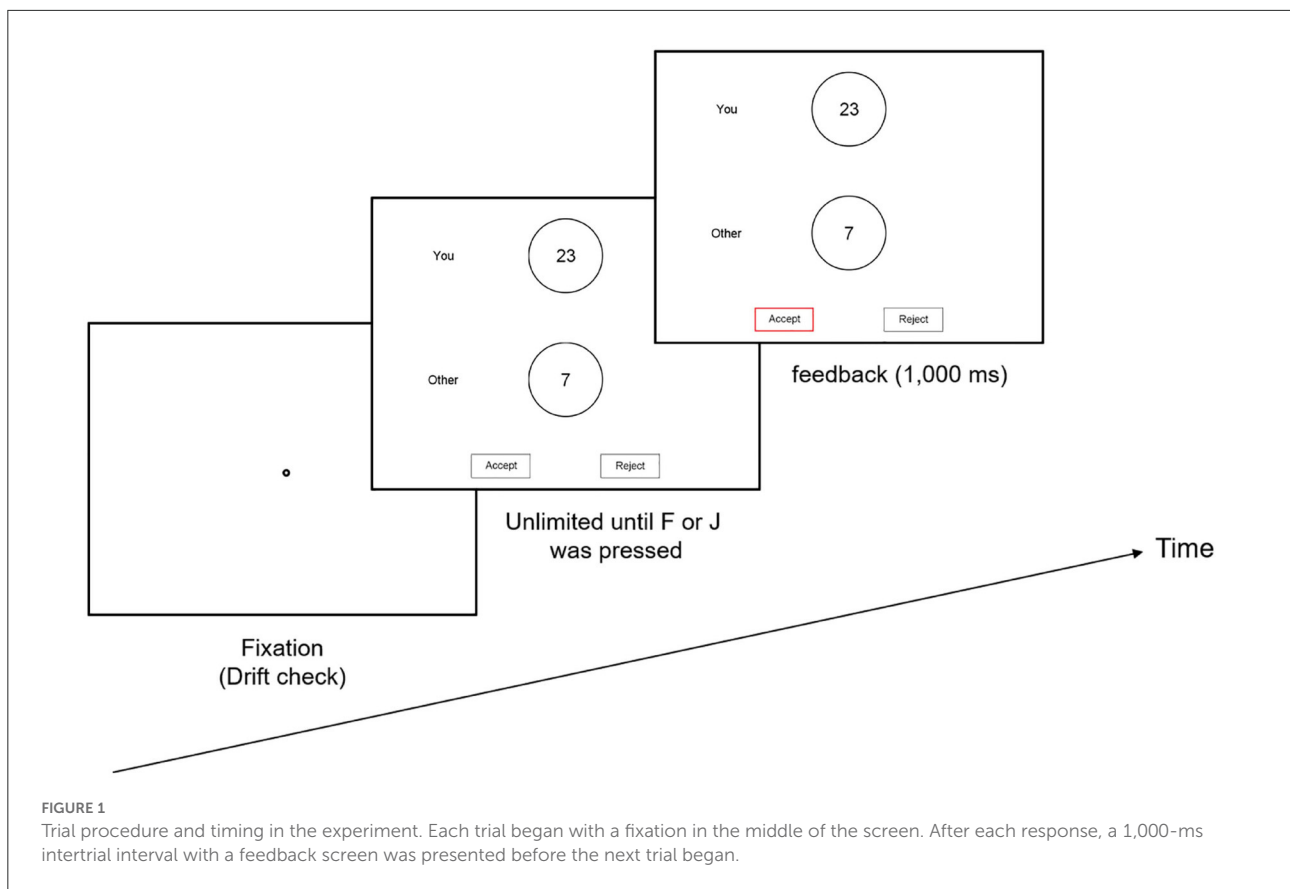 Fixation
(Drift check)
You 23
Other 7
Accept Reject
Unlimited until F or J
was pressed
You 23
Other 7
Accept Reject
feedback (1,000 ms)
Time
FIGURE 1
Trial procedure and timing in the experiment. Each trial began with a fixation in the middle of the screen. After each response, a 1,000-ms
intertrial interval with a feedback screen was presented before the next trial began.